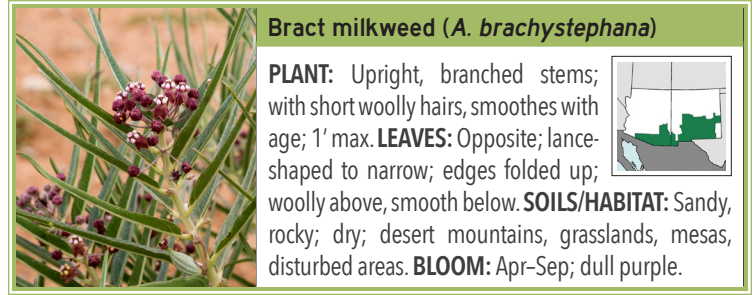 Bract milkweed (A. brachystephana)
PLANT: Upright, branched stems;
with short woolly hairs, smoothes with
age; 1′ max. LEAVES: Opposite; lance-
shaped to narrow; edges folded up;
woolly above, smooth below. SOILS/HABITAT: Sandy,
rocky; dry; desert mountains, grasslands, mesas,
disturbed areas. BLOOM: Apr–Sep; dull purple.